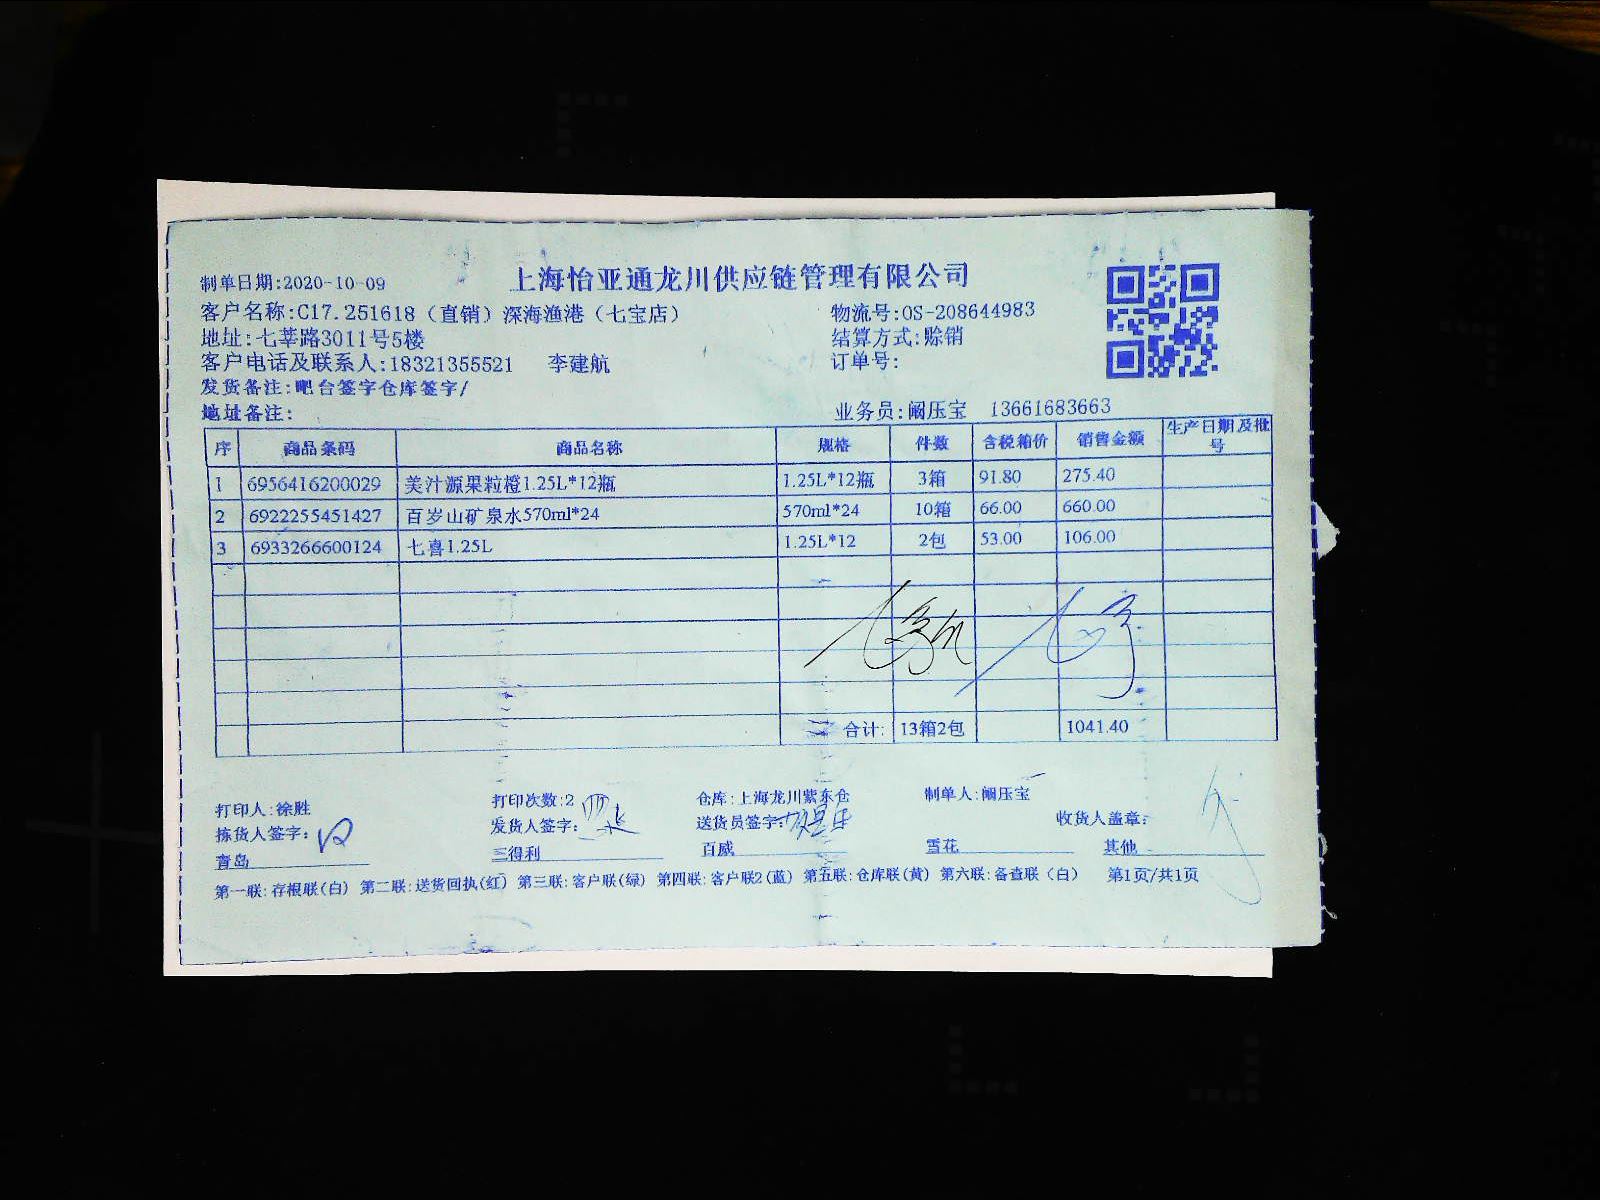 上海怡亚通龙川供应链管理有限公司
制单日期:2020-10-09
客户名称:C17.251618（直销）深海渔港（七宝店） 物流号:OS-208644983
地址:七莘路3011号5楼 结算方式:赊销
客户电话及联系人:18321355521 李建航 订单号:
发货备注:吧台签字仓库签字/
地址备注: 业务员:阚压宝 13661683663
序 商品条码 商品名称 规格 件数 含税箱价 销售金额 生产日期及批号
1 6956416200029 美汁源果粒橙1.25L*12瓶 1.25L*12瓶 3箱 91.80 275.40
2 6922255451427 百岁山矿泉水570ml*24 570ml*24 10箱 66.00 660.00
3 6933266600124 七喜1.25L 1.25L*12 2包 53.00 106.00
合计: 13箱2包 1041.40
打印人:徐胜 打印次数:2 仓库:上海龙川紫东仓 制单人:阚压宝
拣货人签字: 发货人签字: 送货员签字: 收货人盖章:
青岛 三得利 百威 雪花 其他
第一联:存根联(白) 第二联:送货回执(红) 第三联:客户联(绿) 第四联:客户联2(蓝) 第五联:仓库联(黄) 第六联:备查联（白） 第1页/共1页